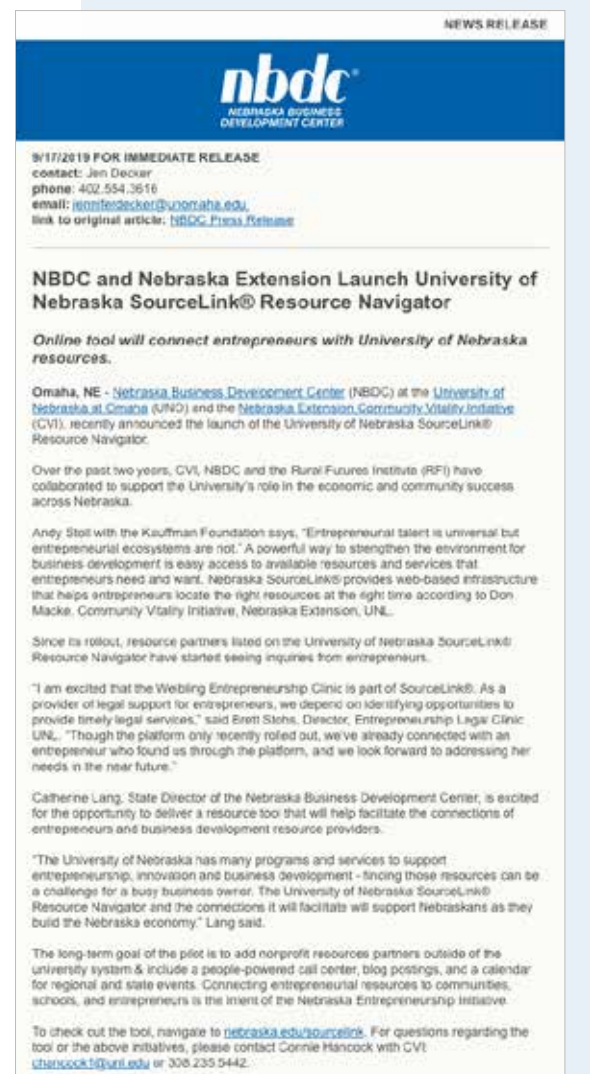 NEWS RELEASE
nbdc
NEBRASKA BUSINESS
DEVELOPMENT CENTER
9/17/2019 FOR IMMEDIATE RELEASE
contact: Jen Decker
phone: 402.554.3616
email: jenniferdecker@unomaha.edu,
link to original article: NBDC Press Release
NBDC and Nebraska Extension Launch University of
Nebraska SourceLink® Resource Navigator
Online tool will connect entrepreneurs with University of Nebraska
resources.
Omaha, NE - Nebraska Business Development Center (NBDC) at the University of
Nebraska at Omaha (UNO) and the Nebraska Extension Community Vitality Initiative
(CVI), recently announced the launch of the University of Nebraska SourceLink®
Resource Navigator.
Over the past two years, CVI, NBDC and the Rural Futures Institute (RFI) have
collaborated to support the University's role in the economic and community success
across Nebraska.
Andy Stoll with the Kauffman Foundation says, "Entrepreneurial talent is universal but
entrepreneurial ecosystems are not." A powerful way to strengthen the environment for
business development is easy access to available resources and services that
entrepreneurs need and want. Nebraska SourceLink® provides web-based infrastructure
that helps entrepreneurs locate the right resources at the right time according to Don
Macke, Community Vitality Initiative, Nebraska Extension, UNL.
Since its rollout, resource partners listed on the University of Nebraska SourceLink®
Resource Navigator have started seeing inquiries from entrepreneurs.
"I am excited that the Weibling Entrepreneurship Clinic is part of SourceLink®. As a
provider of legal support for entrepreneurs, we depend on identifying opportunities to
provide timely legal services," said Brett Stohs, Director, Entrepreneurship Legal Clinic
UNL. "Though the platform only recently rolled out, we've already connected with an
entrepreneur who found us through the platform, and we look forward to addressing her
needs in the near future."
Catherine Lang, State Director of the Nebraska Business Development Center, is excited
for the opportunity to deliver a resource tool that will help facilitate the connections of
entrepreneurs and business development resource providers.
"The University of Nebraska has many programs and services to support
entrepreneurship, innovation and business development - finding those resources can be
a challenge for a busy business owner. The University of Nebraska SourceLink®
Resource Navigator and the connections it will facilitate will support Nebraskans as they
build the Nebraska economy." Lang said.
The long-term goal of the pilot is to add nonprofit resources partners outside of the
university system & include a people-powered call center, blog postings, and a calendar
for regional and state events. Connecting entrepreneurial resources to communities,
schools, and entrepreneurs is the intent of the Nebraska Entrepreneurship Initiative.
To check out the tool, navigate to nebraska.edu/sourcelink. For questions regarding the
tool or the above initiatives, please contact Connie Hancock with CVI:
chancock1@unl.edu or 308.235.5442.